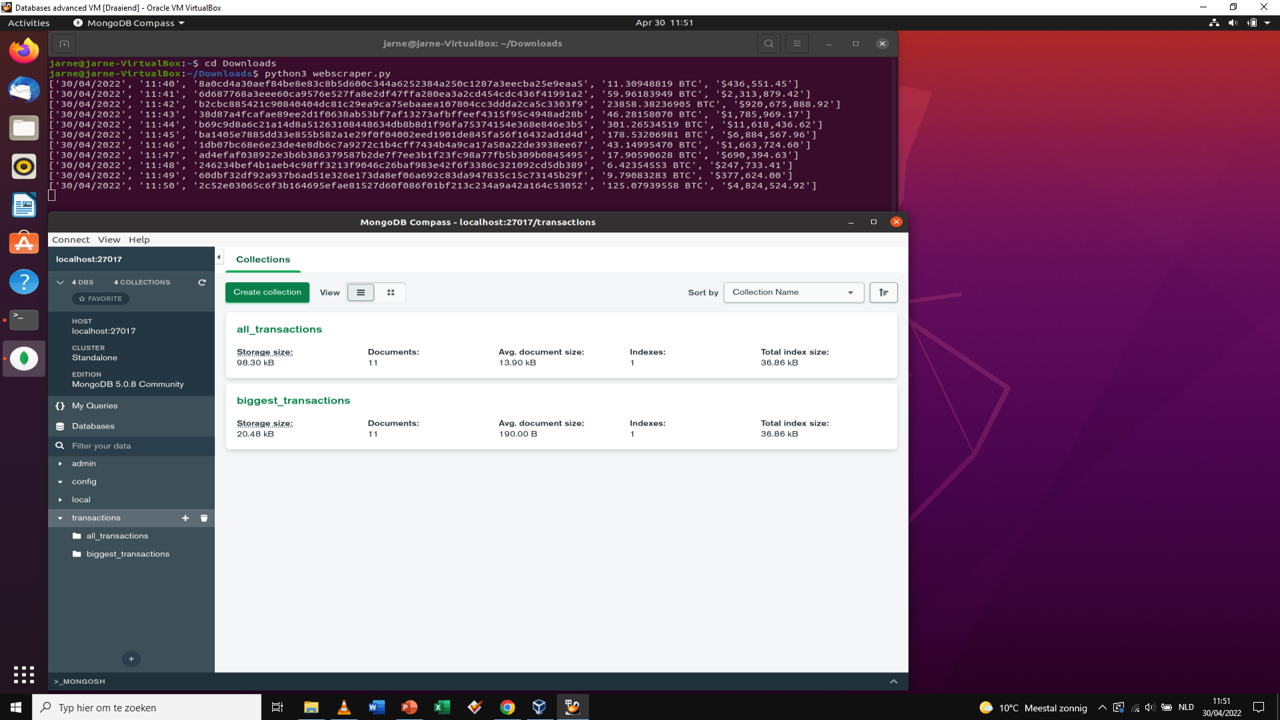 Databases advanced VM [Draaiend] - Oracle VM VirtualBox
Activities MongoDB Compass Apr 30 11:51
jarne@jarne-VirtualBox: ~/Downloads
jarne@jarne-VirtualBox:~$ cd Downloads
jarne@jarne-VirtualBox:~/Downloads$ python3 webscraper.py
['30/04/2022', '11:40', '8a0cd4a30aef84be8e83c8b5d600c344a6252384a250c1287a3eecba25e9eaa5', '11.30948819 BTC', '$436,551.45']
['30/04/2022', '11:41', '6d68768a3eee60ca9576e527fa8e2df47ffa280ea3a2cd454cdc436f41991a2', '59.96183949 BTC', '$2,313,879.42']
['30/04/2022', '11:42', 'b2cbc885421c90840404dc81c29ea9ca75ebaaea107804cc3ddda2ca5c3303f9', '23858.38236905 BTC', '$920,675,888.92']
['30/04/2022', '11:43', '38d87a4fcafae89ee2d1f0638ab53bf7af13273afbffeef4315f95c4948ad28b', '46.28158070 BTC', '$1,785,969.17']
['30/04/2022', '11:44', 'b69c9d8a6c21a14d8a5126310844863 4db8b8d1f96fa75374154e368e846e3b5', '301.26534519 BTC', '$11,618,436.62']
['30/04/2022', '11:45', 'ba1405e7885dd33e855b582a1e29f0f04002eed1901de845fa56f16432ad1d4d', '178.53206981 BTC', '$6,884,567.96']
['30/04/2022', '11:46', '1db07bc68e6e23de4e8db6c7a9272c1b4cff7434b4a9ca17a50a22de3938ee67', '43.14995470 BTC', '$1,663,724.60']
['30/04/2022', '11:47', 'ad4efaf038922e3b6b386379587b2de7f7ee3b1f23fc98a77fb5b309b0845495', '17.90590628 BTC', '$690,394.63']
['30/04/2022', '11:48', '246234bef4b1aeb4c98ff3213f9046c26baf983e42f6f3386c321092cd5db389', '6.42354553 BTC', '$247,733.41']
['30/04/2022', '11:49', '60dbf32df92a937b6ad51e326e173da8ef06a692c83da947835c15c73145b29f', '9.79083283 BTC', '$377,624.00']
['30/04/2022', '11:50', '2c52e03065c6f3b164695efae81527d60f086f01bf213c234a9a42a164c53052', '125.07939558 BTC', '$4,824,524.92']
MongoDB Compass - localhost:27017/transactions
Connect View Help
localhost:27017
4 DBS 4 COLLECTIONS
FAVORITE
HOST
localhost:27017
CLUSTER
Standalone
EDITION
MongoDB 5.0.8 Community
{} My Queries
Databases
Filter your data
admin
config
local
transactions
all_transactions
biggest_transactions
Collections
Create collection View Sort by Collection Name
all_transactions
Storage size: Documents: Avg. document size: Indexes: Total index size:
98.30 kB 11 13.90 kB 1 36.86 kB
biggest_transactions
Storage size: Documents: Avg. document size: Indexes: Total index size:
20.48 kB 11 190.00 B 1 36.86 kB
>_MONGOSH
Typ hier om te zoeken
10°C Meestal zonnig NLD 11:51
30/04/2022